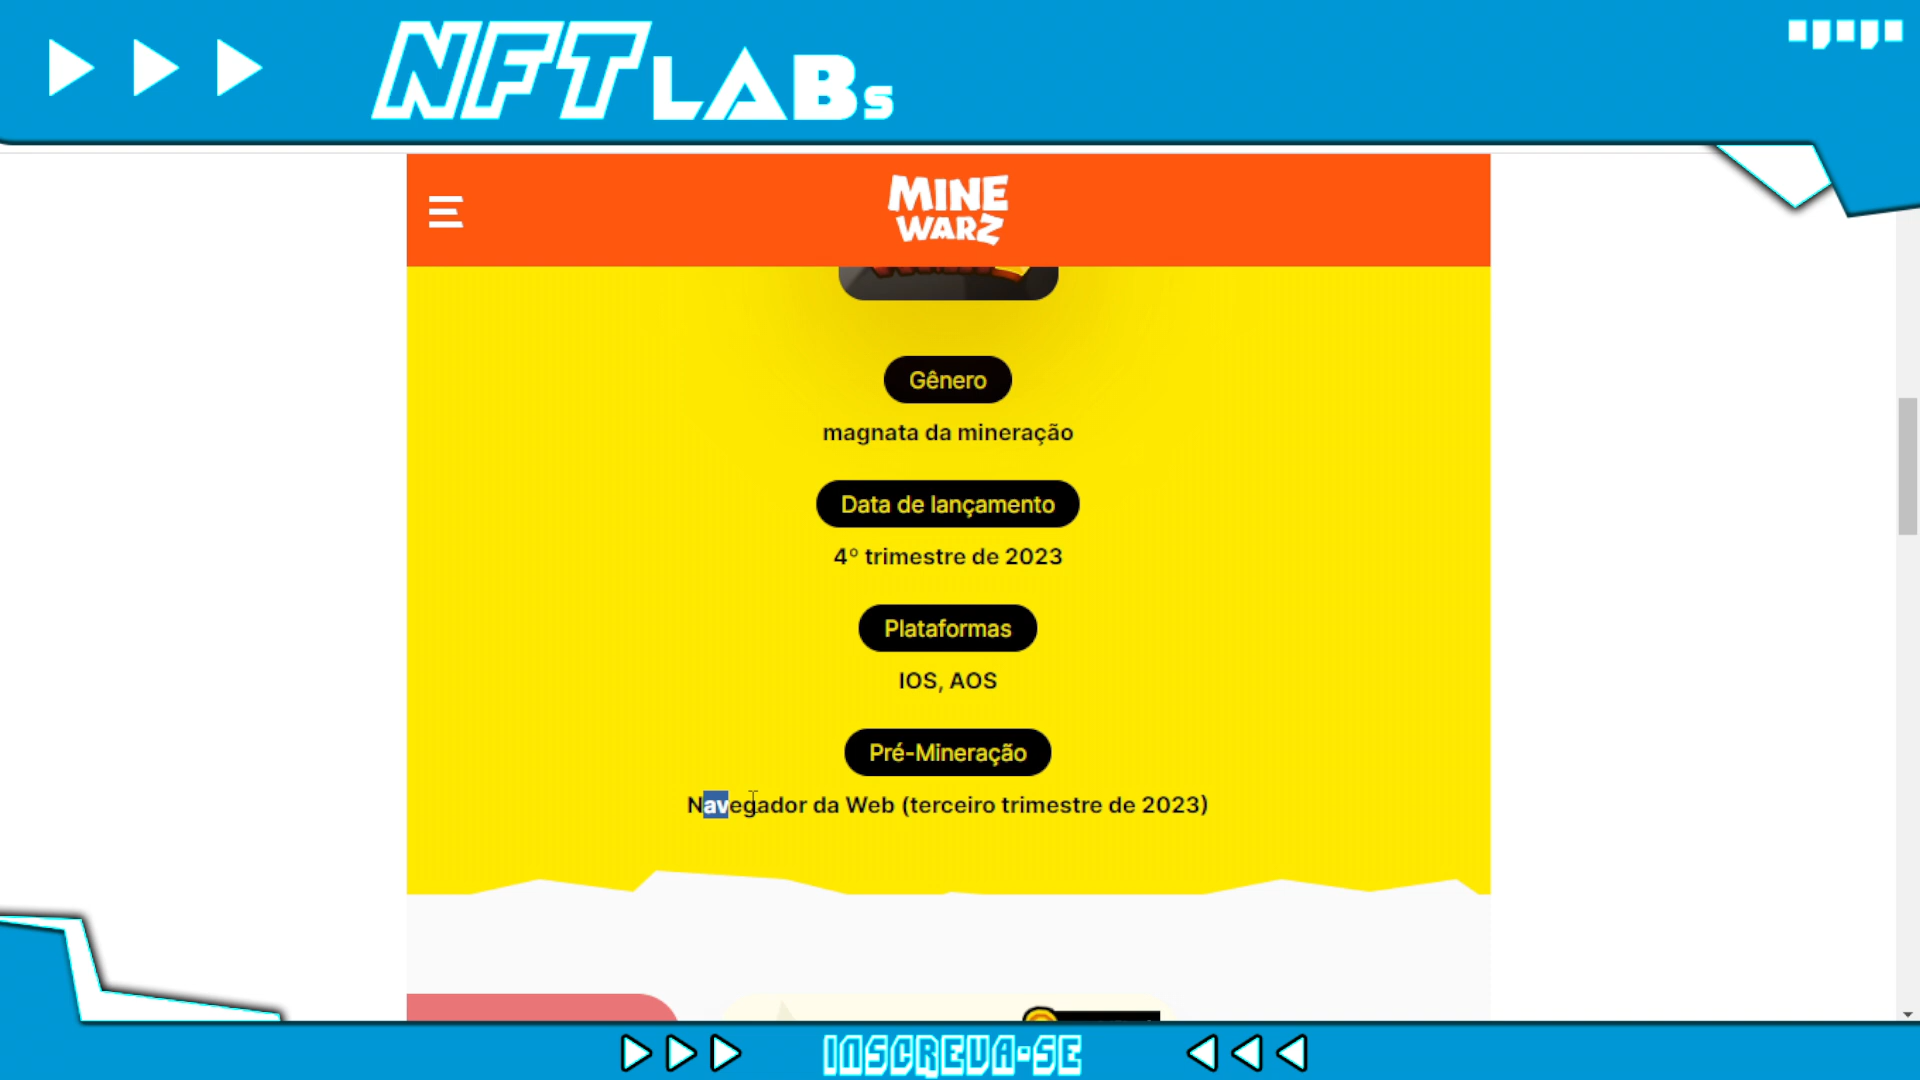 NFT LABs
MINE
WARZ
Gênero
magnata da mineração
Data de lançamento
4º trimestre de 2023
Plataformas
IOS, AOS
Pré-Mineração
Navegador da Web (terceiro trimestre de 2023)
INSCREVA-SE